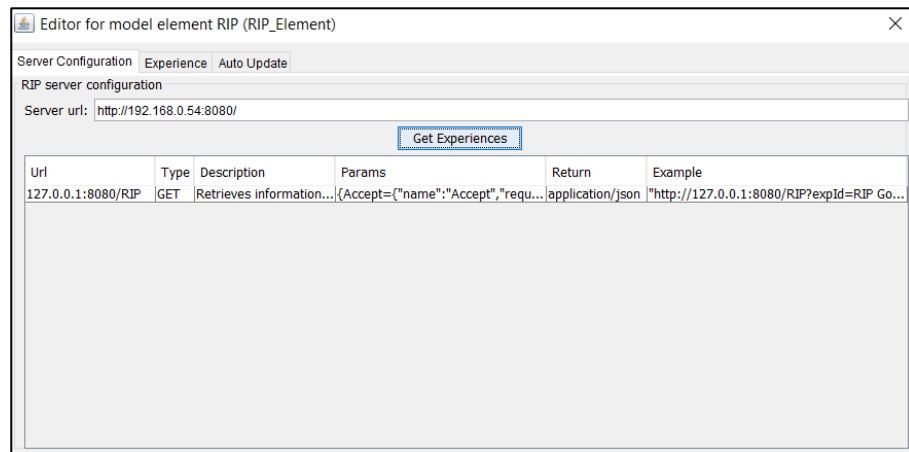 Editor for model element RIP (RIP_Element)
Server Configuration Experience Auto Update
RIP server configuration
Server url: http://192.168.0.54:8080/
Get Experiences
Url Type Description Params Return Example
127.0.0.1:8080/RIP GET Retrieves information... {Accept={"name":"Accept","requ... application/json "http://127.0.0.1:8080/RIP?expId=RIP Go...